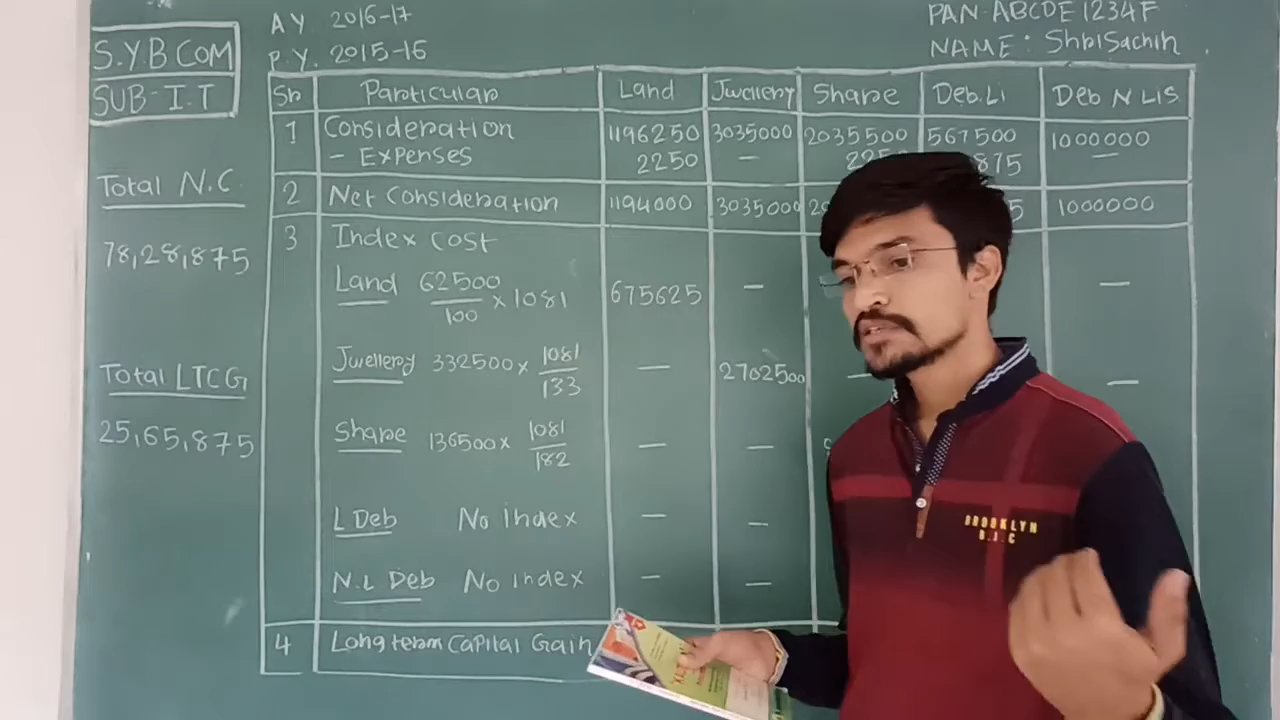 A Y 2016-17
P.Y. 2015-16
PAN-ABCDE1234F
NAME: ShriSachin
S.Y.B COM
SUB-I.T
Sr Particular Land Jwellery Share Deb.Li Deb N LIS.
1 Consideration 1196250 3035000 2035500 567500 1000000
- Expenses 2250 — 875 —
2 Net Consideration 1194000 3035000 1000000
3 Index cost
Land 62500/100 × 1081 675625 — —
Jwellery 332500 × 1081/133 — 2702500 — —
Share 136500 × 1081/182 — —
L Deb No Index — —
N.L Deb No index — —
4 Long term Capital Gain
Total N.C.
78,28,875
Total LTCG
25,65,875
BROOKLYN